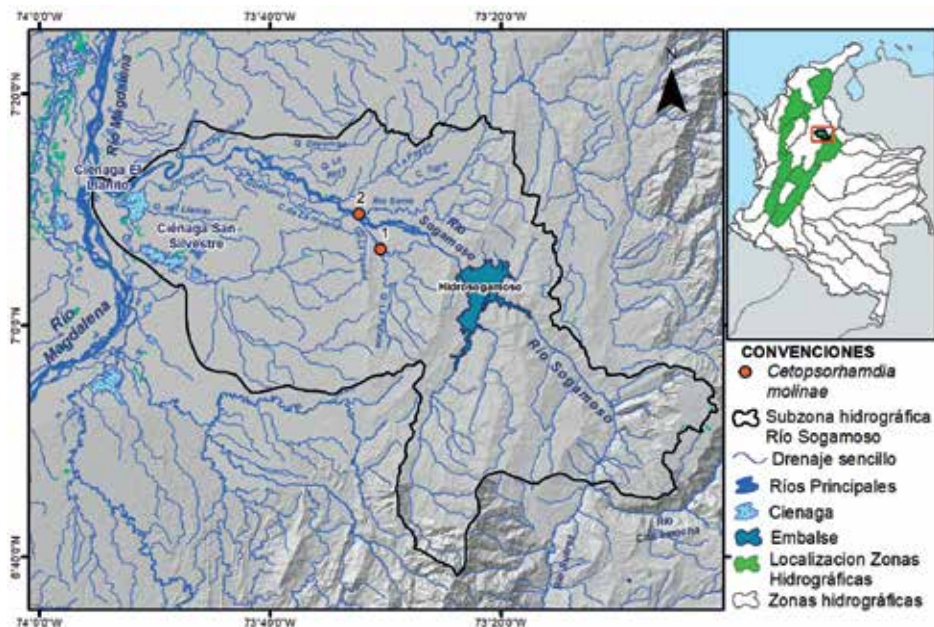 74°0'0"W
73°40'0"W
73°20'0"W
7°20'N
7°0'N
6°40'N
N
Río Magdalena
Ciénaga El
Llanito
Ciénaga San
Silvestre
2
1
Río
Sogamoso
Hidrosogamoso
Río Sogamoso
Río
Magdalena
Río Suárez
Río
74°0'0"W
73°40'0"W
73°20'0"W
CONVENCIONES
Cetopsorhamdia
molinae
Subzona hidrográfica
Río Sogamoso
Drenaje sencillo
Ríos Principales
Cienaga
Embalse
Localizacion Zonas
Hidrográficas
Zonas hidrográficas